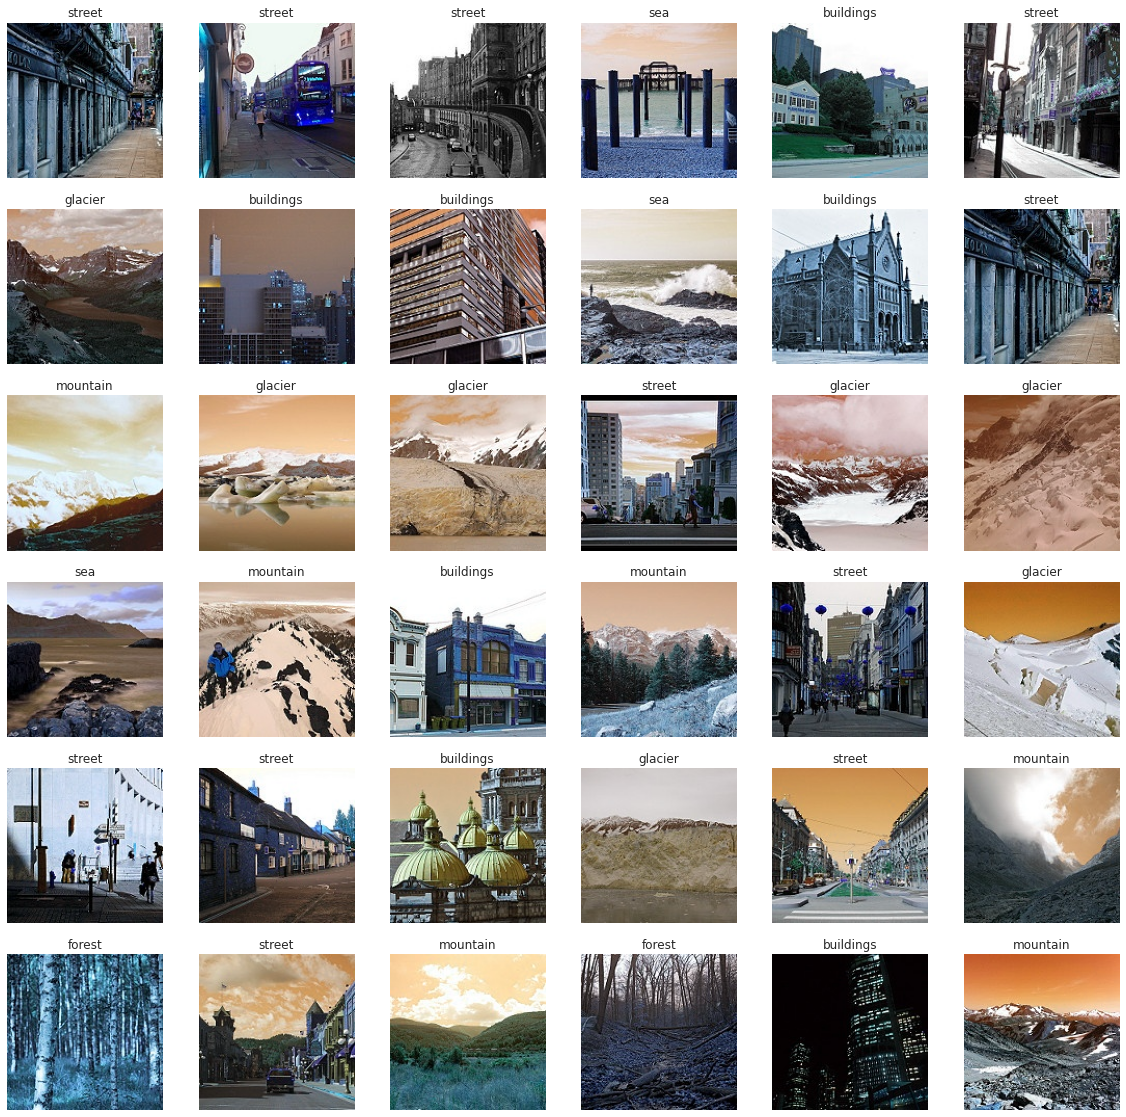 street street street sea buildings street
glacier buildings buildings sea buildings street
mountain glacier glacier street glacier glacier
sea mountain buildings mountain street glacier
street street buildings glacier street mountain
forest street mountain forest buildings mountain